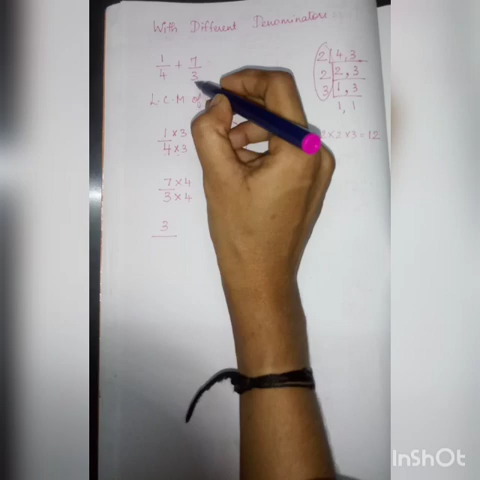 With Different Denominators
1/4 + 7/3
L.C.M of
1×3
4×3
7×4
3×4
3
2 | 4, 3
2 | 2, 3
3 | 1, 3
1, 1
×2×3=12
InShOt